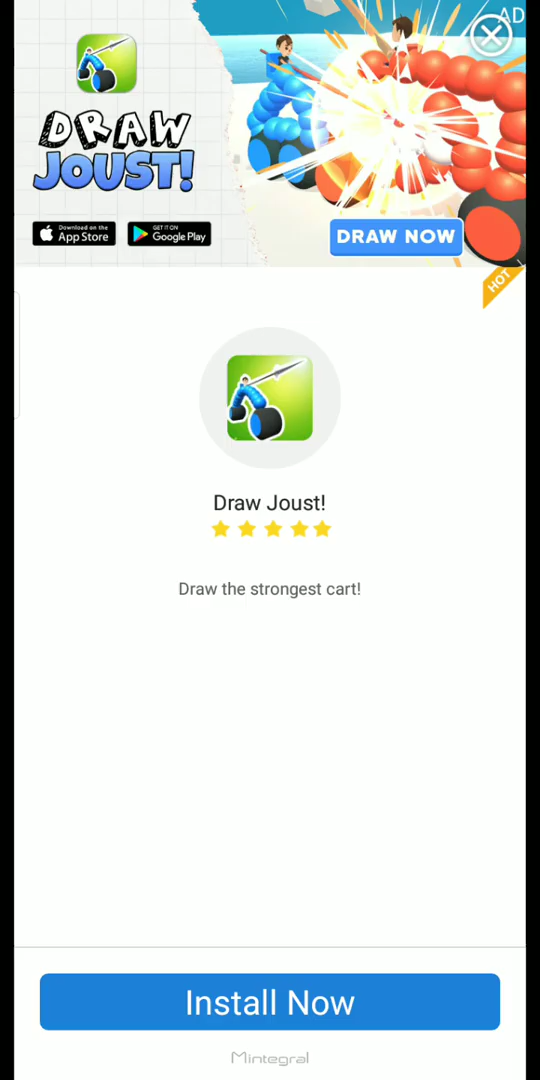 AD
DRAW
JOUST!
Download on the
App Store
GET IT ON
Google Play
DRAW NOW
HOT
Draw Joust!
Draw the strongest cart!
Install Now
Mintegral